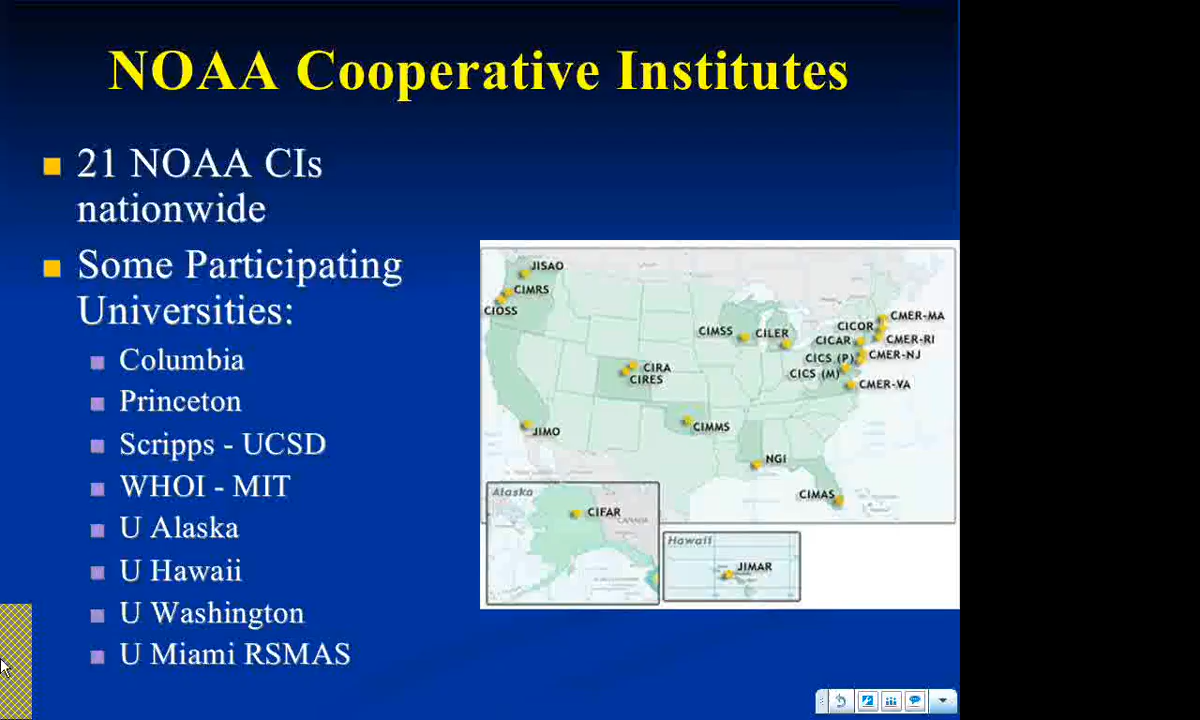 NOAA Cooperative Institutes
21 NOAA CIs
nationwide
Some Participating
Universities:
Columbia
Princeton
Scripps - UCSD
WHOI - MIT
U Alaska
U Hawaii
U Washington
U Miami RSMAS
JISAO
CIMRS
CIOSS
CIMSS
CILER
CICOR
CMER-MA
CICAR
CMER-RI
CICS (P)
CMER-NJ
CICS (M)
CMER-VA
CIRA
CIRES
JIMO
CIMMS
NGI
CIMAS
Alaska
CIFAR
CANADA
Hawaii
JIMAR